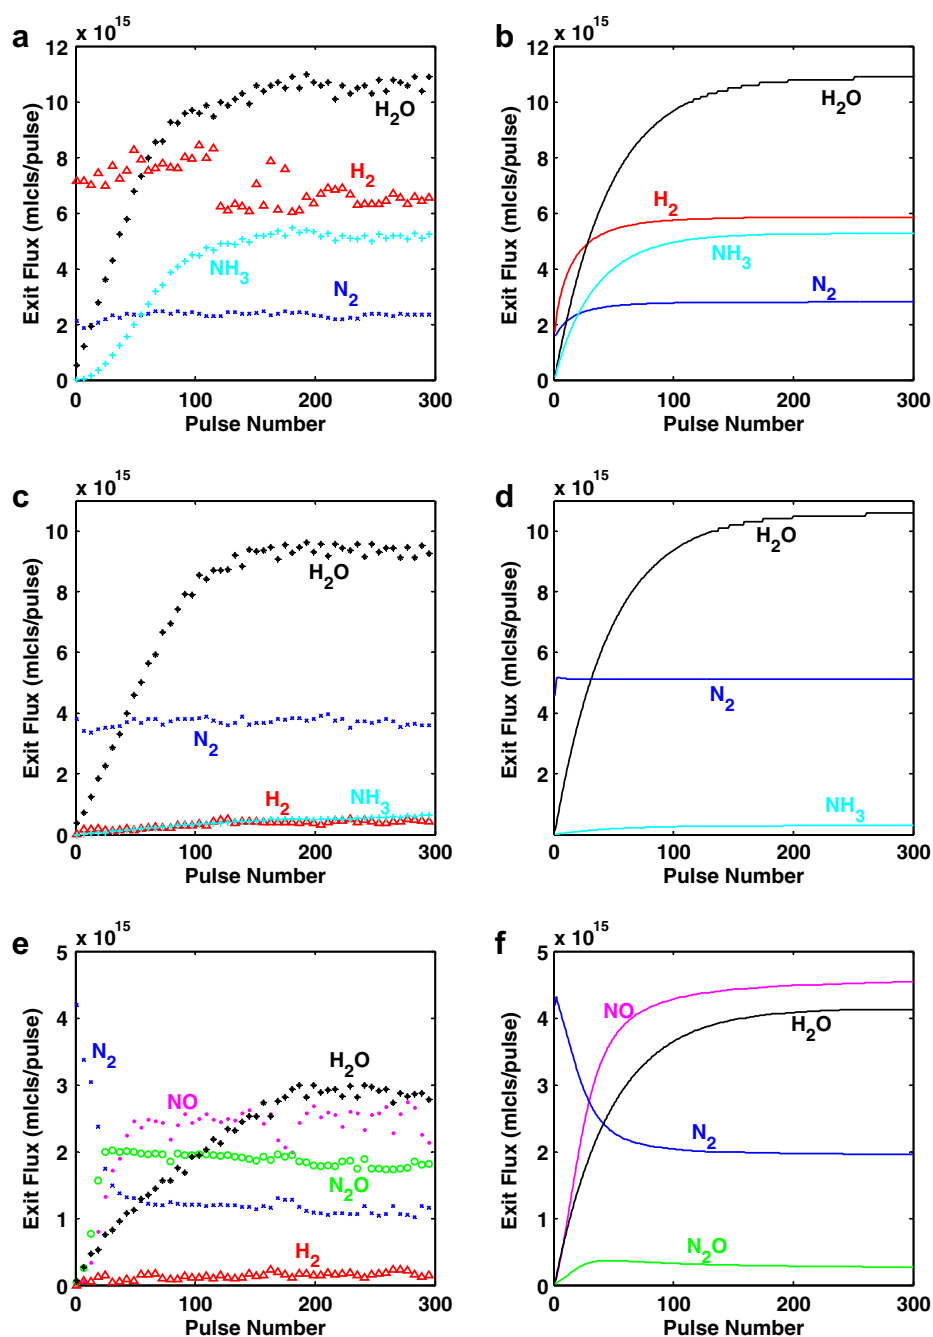 a
x 10^15
Exit Flux (mlcls/pulse)
12
10
8
6
4
2
0
H2O
H2
NH3
N2
0 100 200 300
Pulse Number
b
x 10^15
Exit Flux (mlcls/pulse)
12
10
8
6
4
2
0
H2O
H2
NH3
N2
0 100 200 300
Pulse Number
c
x 10^15
Exit Flux (mlcls/pulse)
10
8
6
4
2
0
H2O
N2
H2
NH3
0 100 200 300
Pulse Number
d
x 10^15
Exit Flux (mlcls/pulse)
10
8
6
4
2
0
H2O
N2
NH3
0 100 200 300
Pulse Number
e
x 10^15
Exit Flux (mlcls/pulse)
5
4
3
2
1
0
N2
H2O
NO
N2O
H2
0 100 200 300
Pulse Number
f
x 10^15
Exit Flux (mlcls/pulse)
5
4
3
2
1
0
NO
H2O
N2
N2O
0 100 200 300
Pulse Number